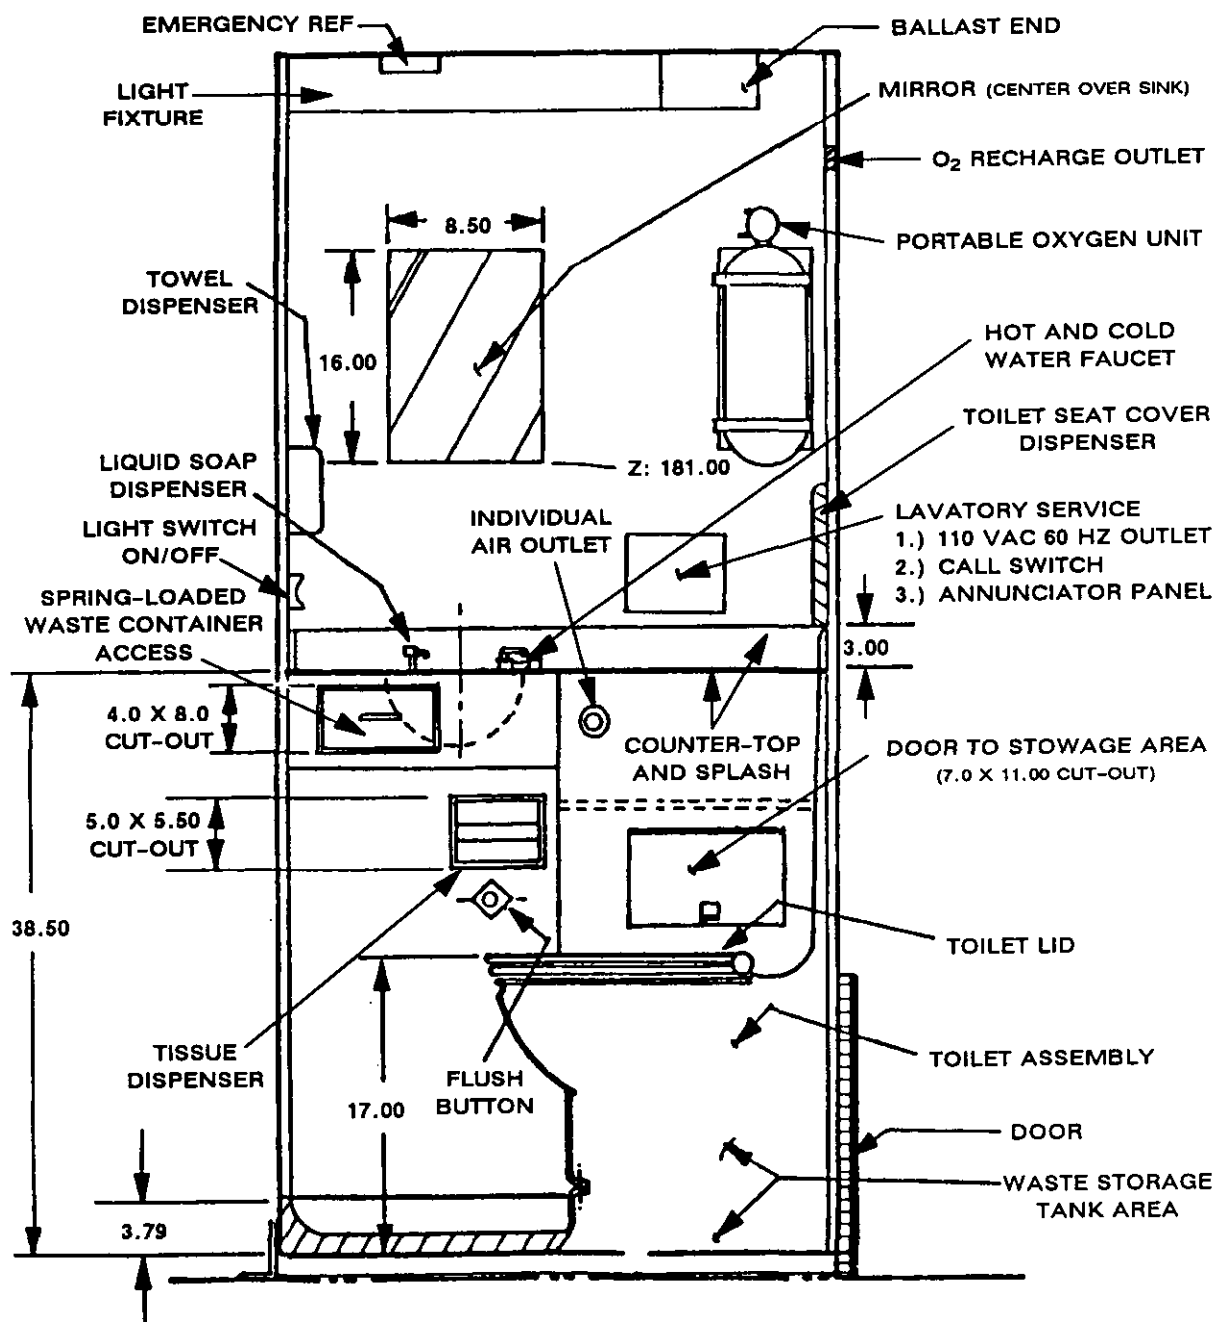 EMERGENCY REF
BALLAST END
LIGHT
FIXTURE
MIRROR (CENTER OVER SINK)
O₂ RECHARGE OUTLET
8.50
PORTABLE OXYGEN UNIT
TOWEL
DISPENSER
16.00
HOT AND COLD
WATER FAUCET
TOILET SEAT COVER
DISPENSER
Z: 181.00
LIQUID SOAP
DISPENSER
INDIVIDUAL
AIR OUTLET
LAVATORY SERVICE
1.) 110 VAC 60 HZ OUTLET
2.) CALL SWITCH
3.) ANNUNCIATOR PANEL
LIGHT SWITCH
ON/OFF
SPRING-LOADED
WASTE CONTAINER
ACCESS
3.00
4.0 X 8.0
CUT-OUT
COUNTER-TOP
AND SPLASH
DOOR TO STOWAGE AREA
(7.0 X 11.00 CUT-OUT)
5.0 X 5.50
CUT-OUT
38.50
TOILET LID
TISSUE
DISPENSER
FLUSH
BUTTON
17.00
TOILET ASSEMBLY
DOOR
WASTE STORAGE
TANK AREA
3.79